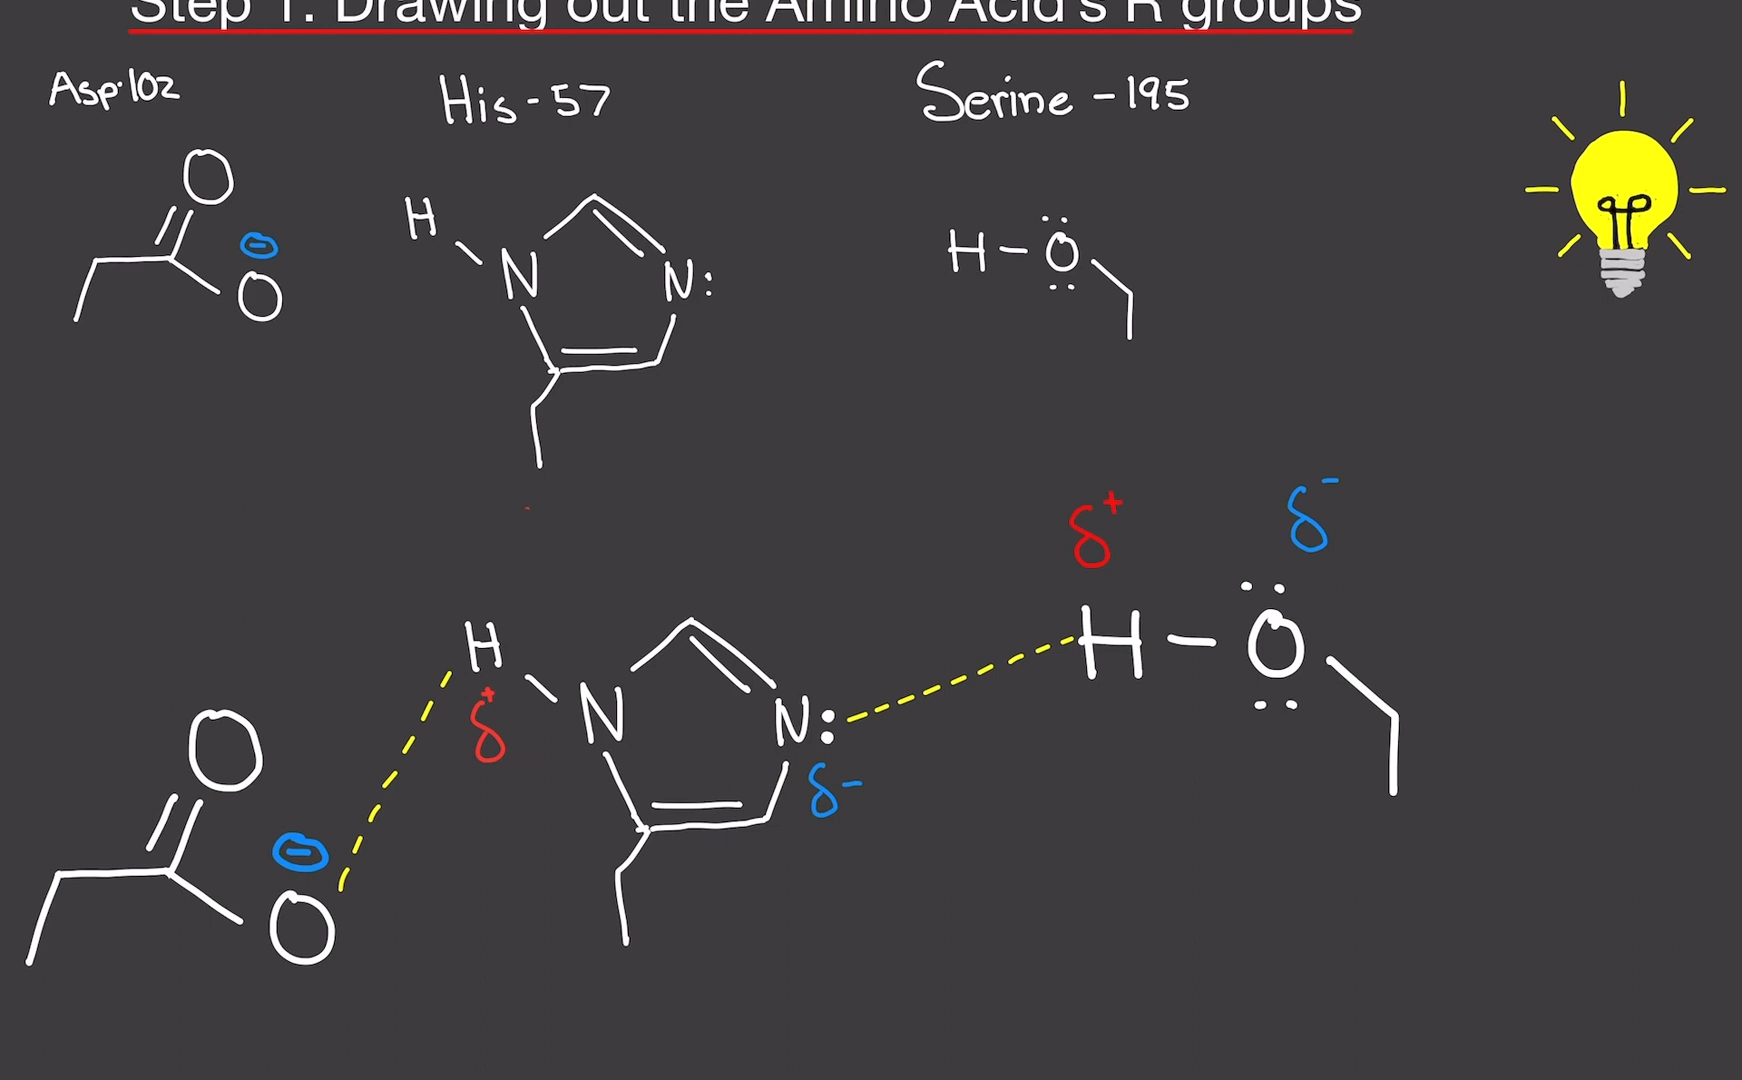 Step 1: Drawing out the Amino Acid's R groups
Asp-102 His-57 Serine-195
O
H
H-O
O
N
N:
δ+ δ-
H
H-O
O
N
N:
δ+
δ-
O